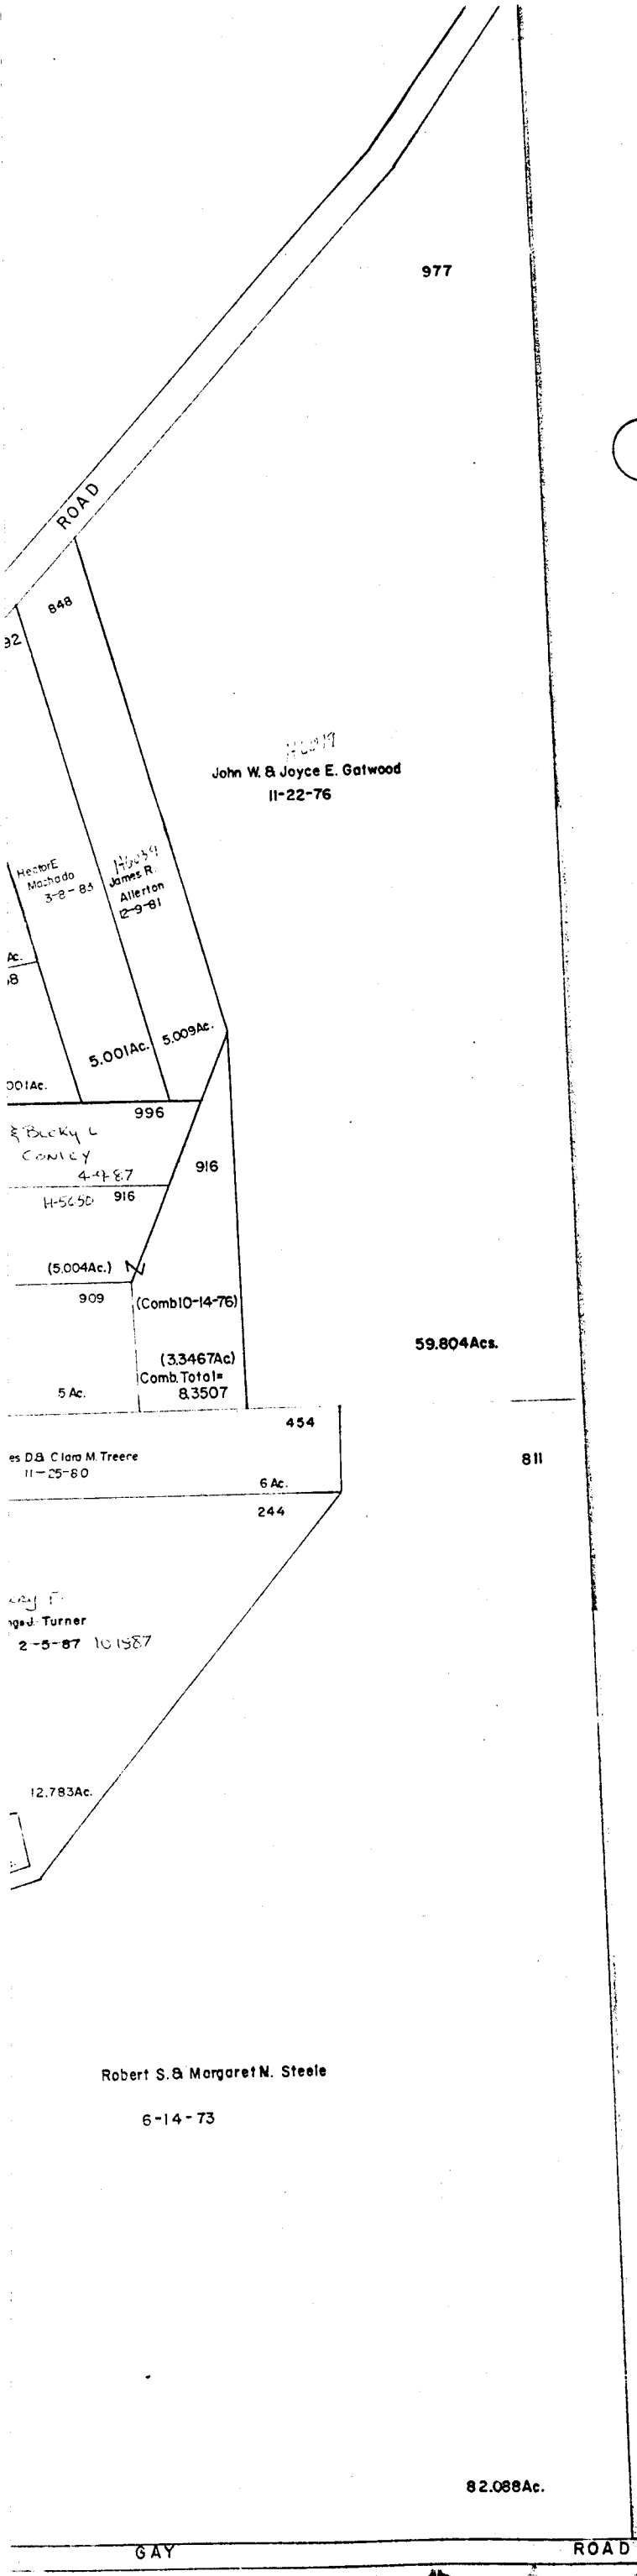 977
ROAD
848
92
John W. & Joyce E. Gatwood
11-22-76
Hector E
Machado
3-8-83
James R.
Allerton
12-9-81
Ac.
5.001Ac.
5.009Ac.
001Ac.
996
& BECKY L
CONLEY
4-9-87
916
H-5650 916
(5.004Ac.)
909
(Comb10-14-76)
(3.3467Ac)
Comb. Total=
8.3507
5 Ac.
59.804Acs.
454
811
es D.& Clara M. Treere
11-25-80
6 Ac.
244
J. Turner
2-5-87 101987
12.783Ac.
Robert S. & Margaret N. Steele
6-14-73
82.088Ac.
GAY ROAD